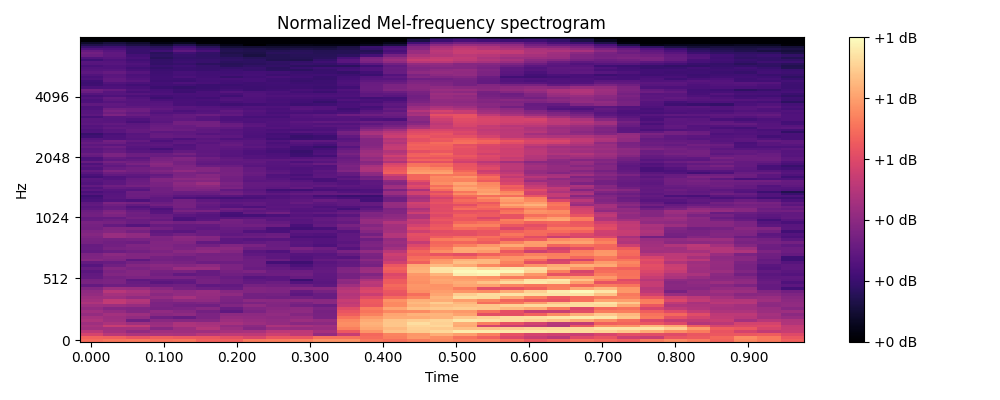 Normalized Mel-frequency spectrogram
Hz
4096
2048
1024
512
0
0.000 0.100 0.200 0.300 0.400 0.500 0.600 0.700 0.800 0.900
Time
+1 dB
+1 dB
+1 dB
+0 dB
+0 dB
+0 dB